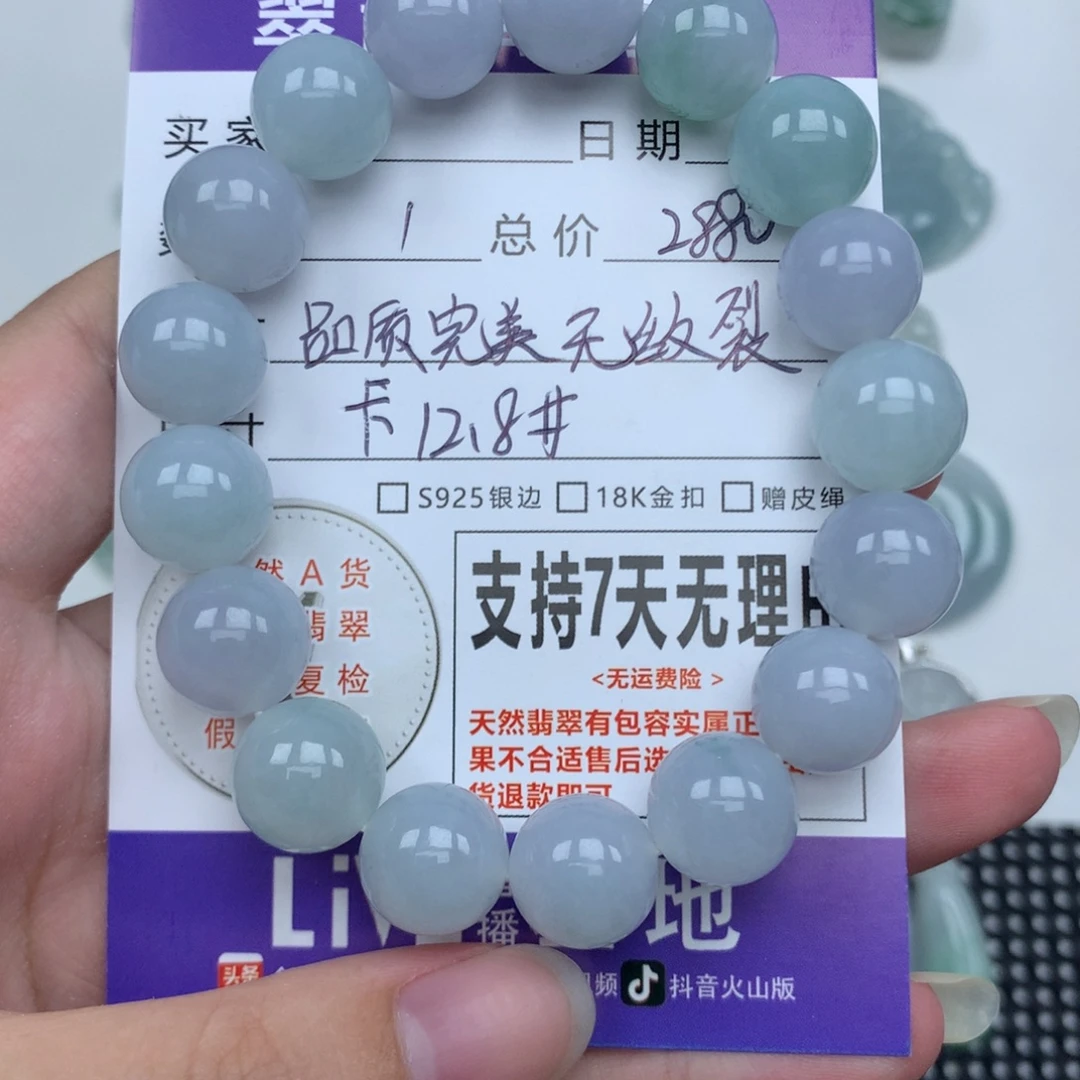 翠
买家 日期
1 总价
品质完美无纹裂
寸 卡12.8#
S925银边 18K金扣 赠皮绳
然A货
翡翠
复检
假
支持7天无理
<无运费险 >
天然翡翠有包容实属正
果不合适售后选
货退款即可
Li 播 地
头条 视频 抖音火山版